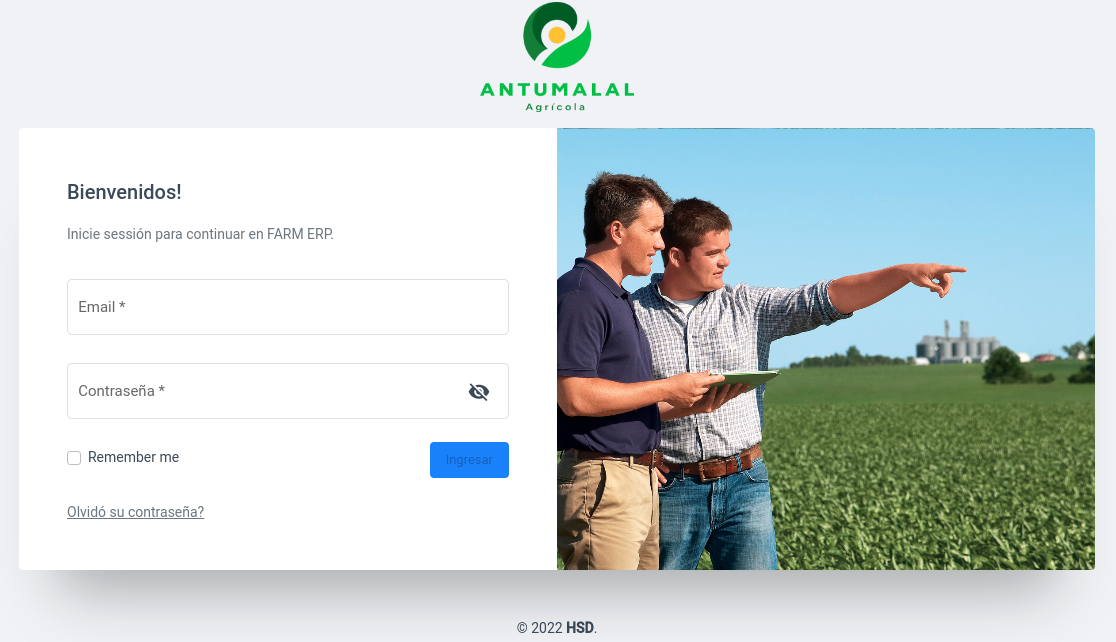 ANTUMALAL
Agrícola
Bienvenidos!
Inicie sessión para continuar en FARM ERP.
Email *
Contraseña *
Remember me
Ingresar
Olvidó su contraseña?
© 2022 HSD.